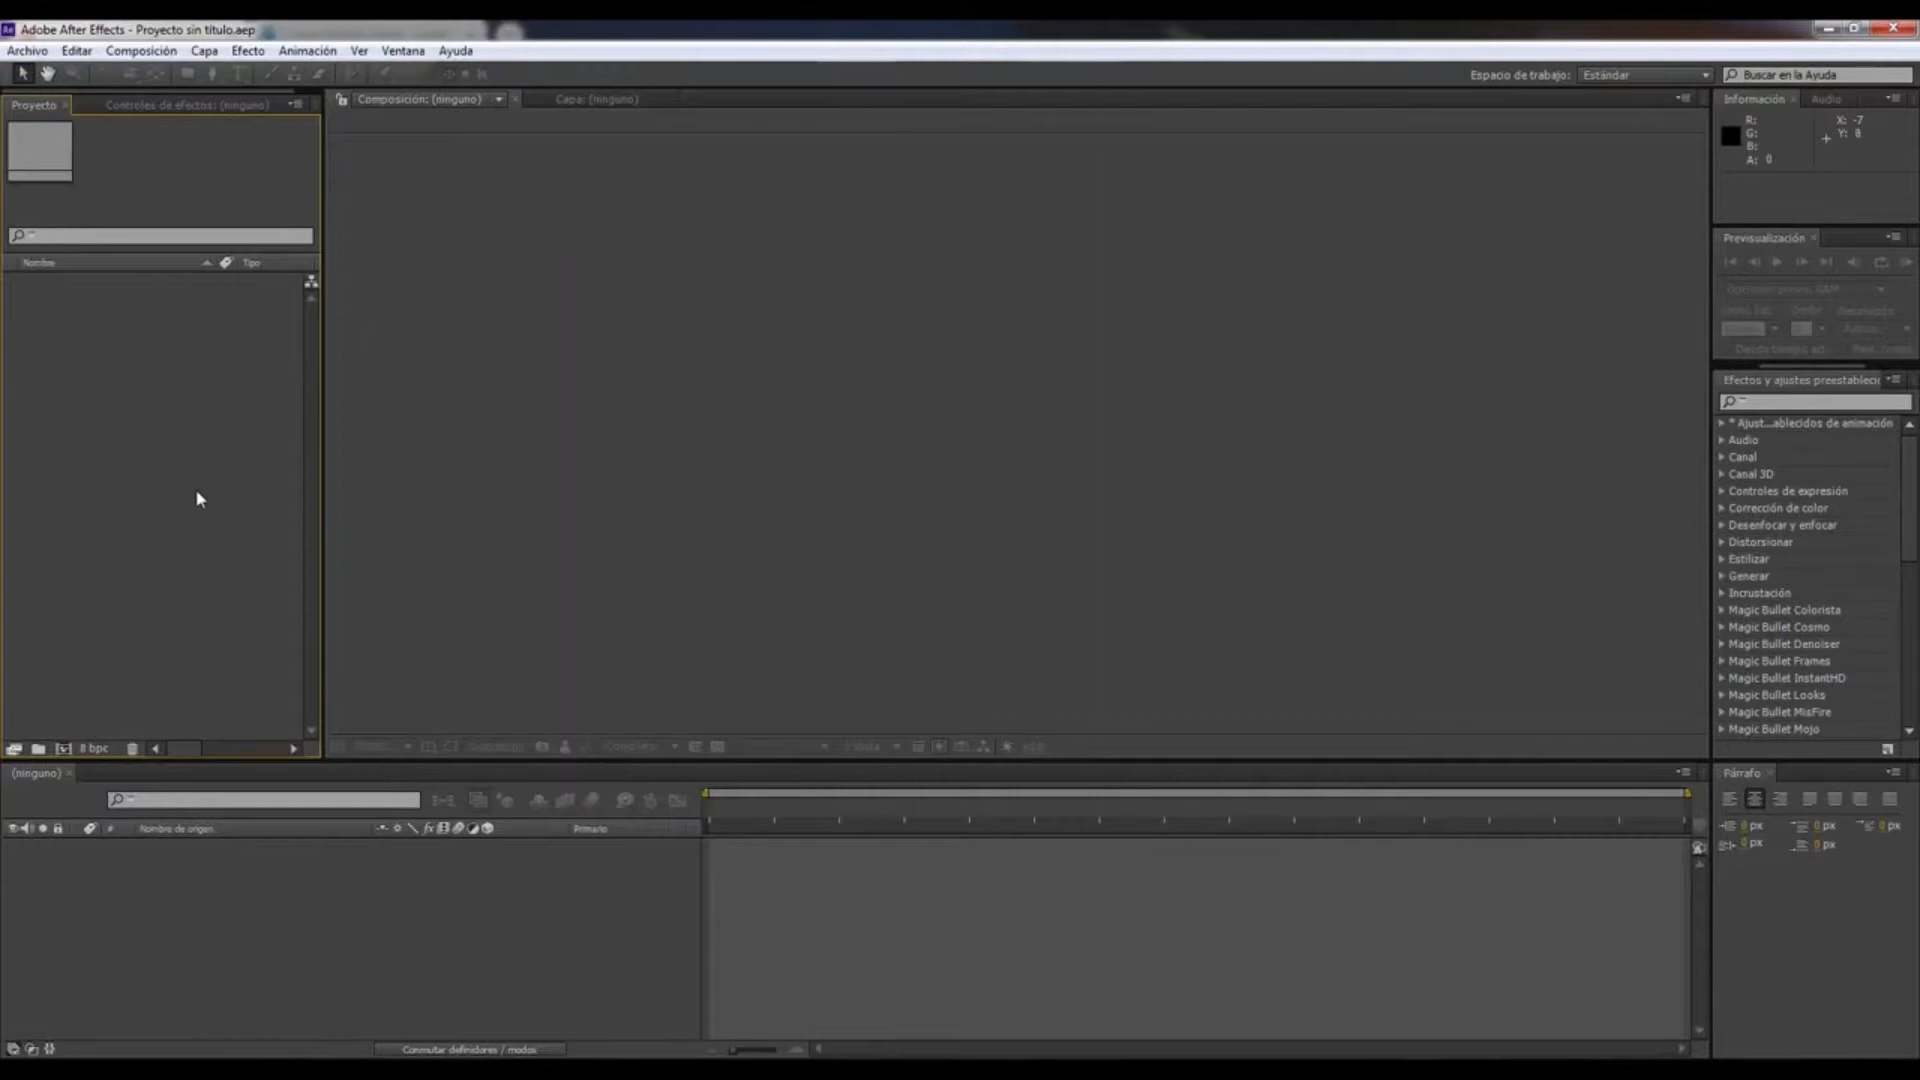 Adobe After Effects - Proyecto sin título.aep
Archivo Editar Composición Capa Efecto Animación Ver Ventana Ayuda
Espacio de trabajo: Estándar Buscar en la Ayuda
Proyecto Controles de efectos: (ninguno)
Composición: (ninguno) Capa: (ninguno)
Información Audio
R:
G:
B:
A: 0
X: -7
Y: 8
Nombre Tipo
Previsualización
Efectos y ajustes preestableci
* Ajust...ablecidos de animación
Audio
Canal
Canal 3D
Controles de expresión
Corrección de color
Desenfocar y enfocar
Distorsionar
Estilizar
Generar
Incrustación
Magic Bullet Colorista
Magic Bullet Cosmo
Magic Bullet Denoiser
Magic Bullet Frames
Magic Bullet InstantHD
Magic Bullet Looks
Magic Bullet MisFire
Magic Bullet Mojo
8 bpc
(ninguno)
Nombre de origen Primario
Párrafo
0 px 0 px 0 px
0 px 0 px
Conmutar definidores / modos